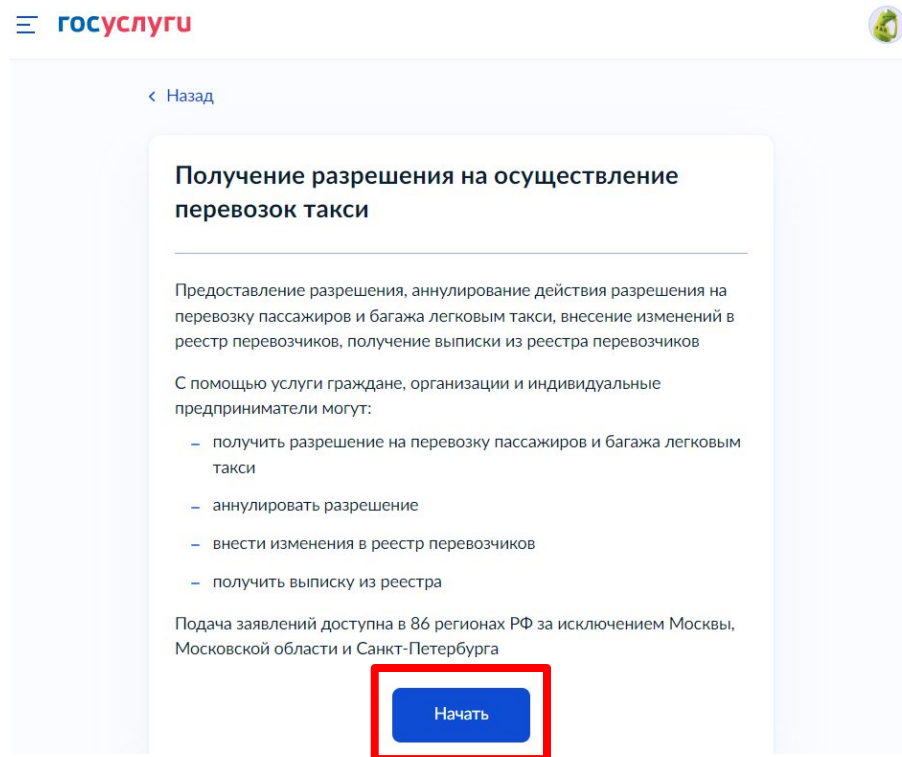 госуслуги
Назад
Получение разрешения на осуществление
перевозок такси
Предоставление разрешения, аннулирование действия разрешения на
перевозку пассажиров и багажа легковым такси, внесение изменений в
реестр перевозчиков, получение выписки из реестра перевозчиков
С помощью услуги граждане, организации и индивидуальные
предприниматели могут:
– получить разрешение на перевозку пассажиров и багажа легковым
такси
– аннулировать разрешение
– внести изменения в реестр перевозчиков
– получить выписку из реестра
Подача заявлений доступна в 86 регионах РФ за исключением Москвы,
Московской области и Санкт-Петербурга
Начать